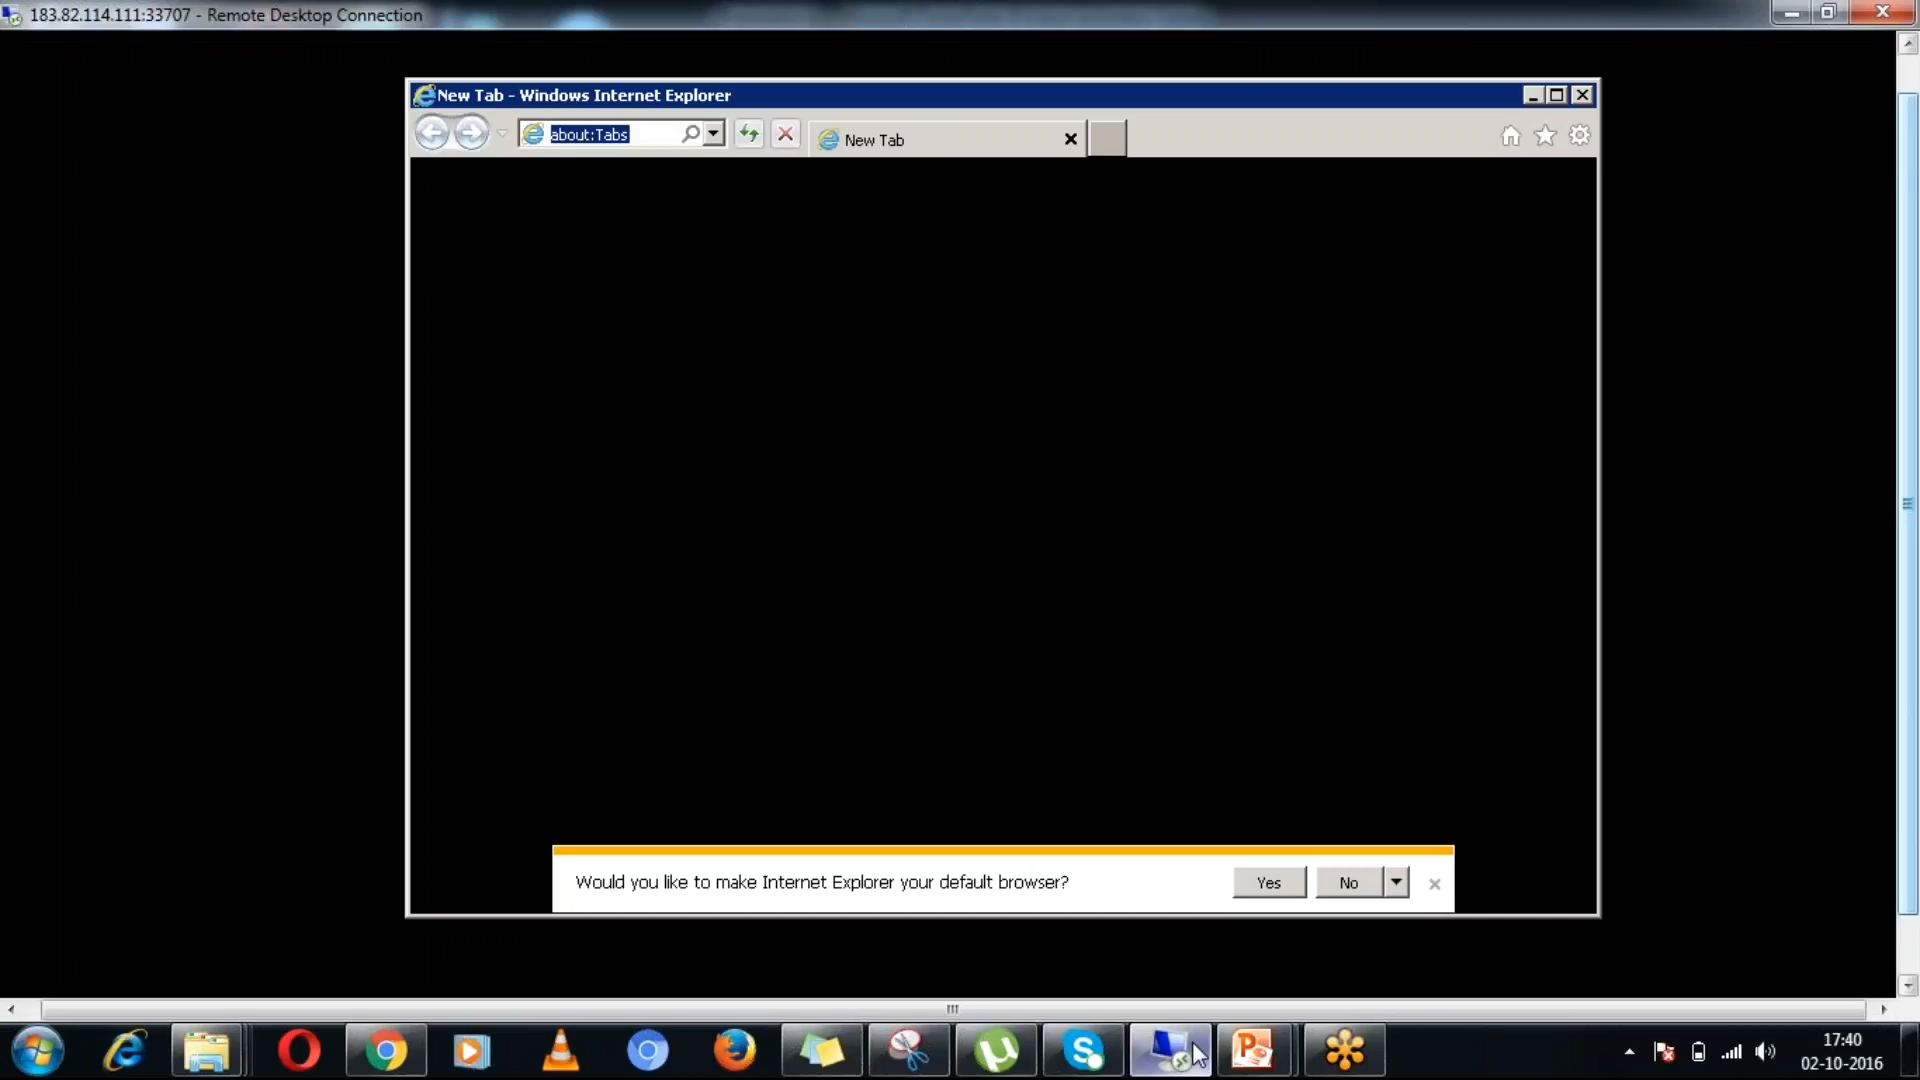 183.82.114.111:33707 - Remote Desktop Connection
New Tab - Windows Internet Explorer
about:Tabs
New Tab
Would you like to make Internet Explorer your default browser?
Yes
No
17:40
02-10-2016